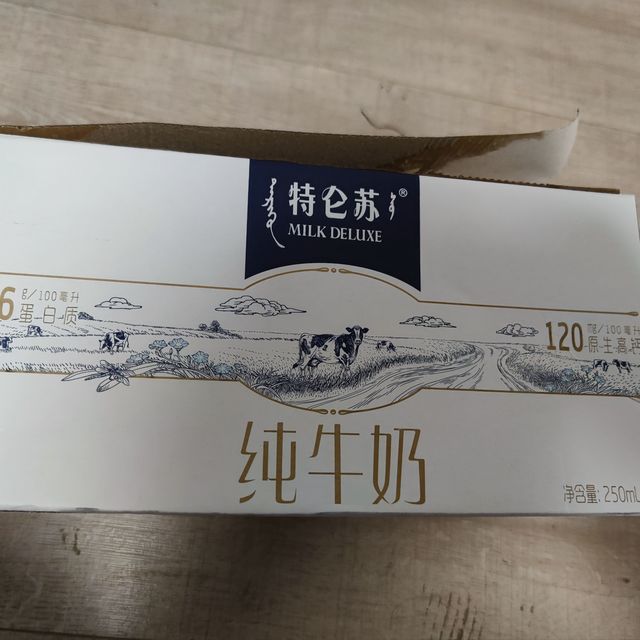 特仑苏®
MILK DELUXE
6 g/100毫升
蛋·白·质
120 mg/100毫升
原·生·高·钙
纯牛奶
净含量: 250mL